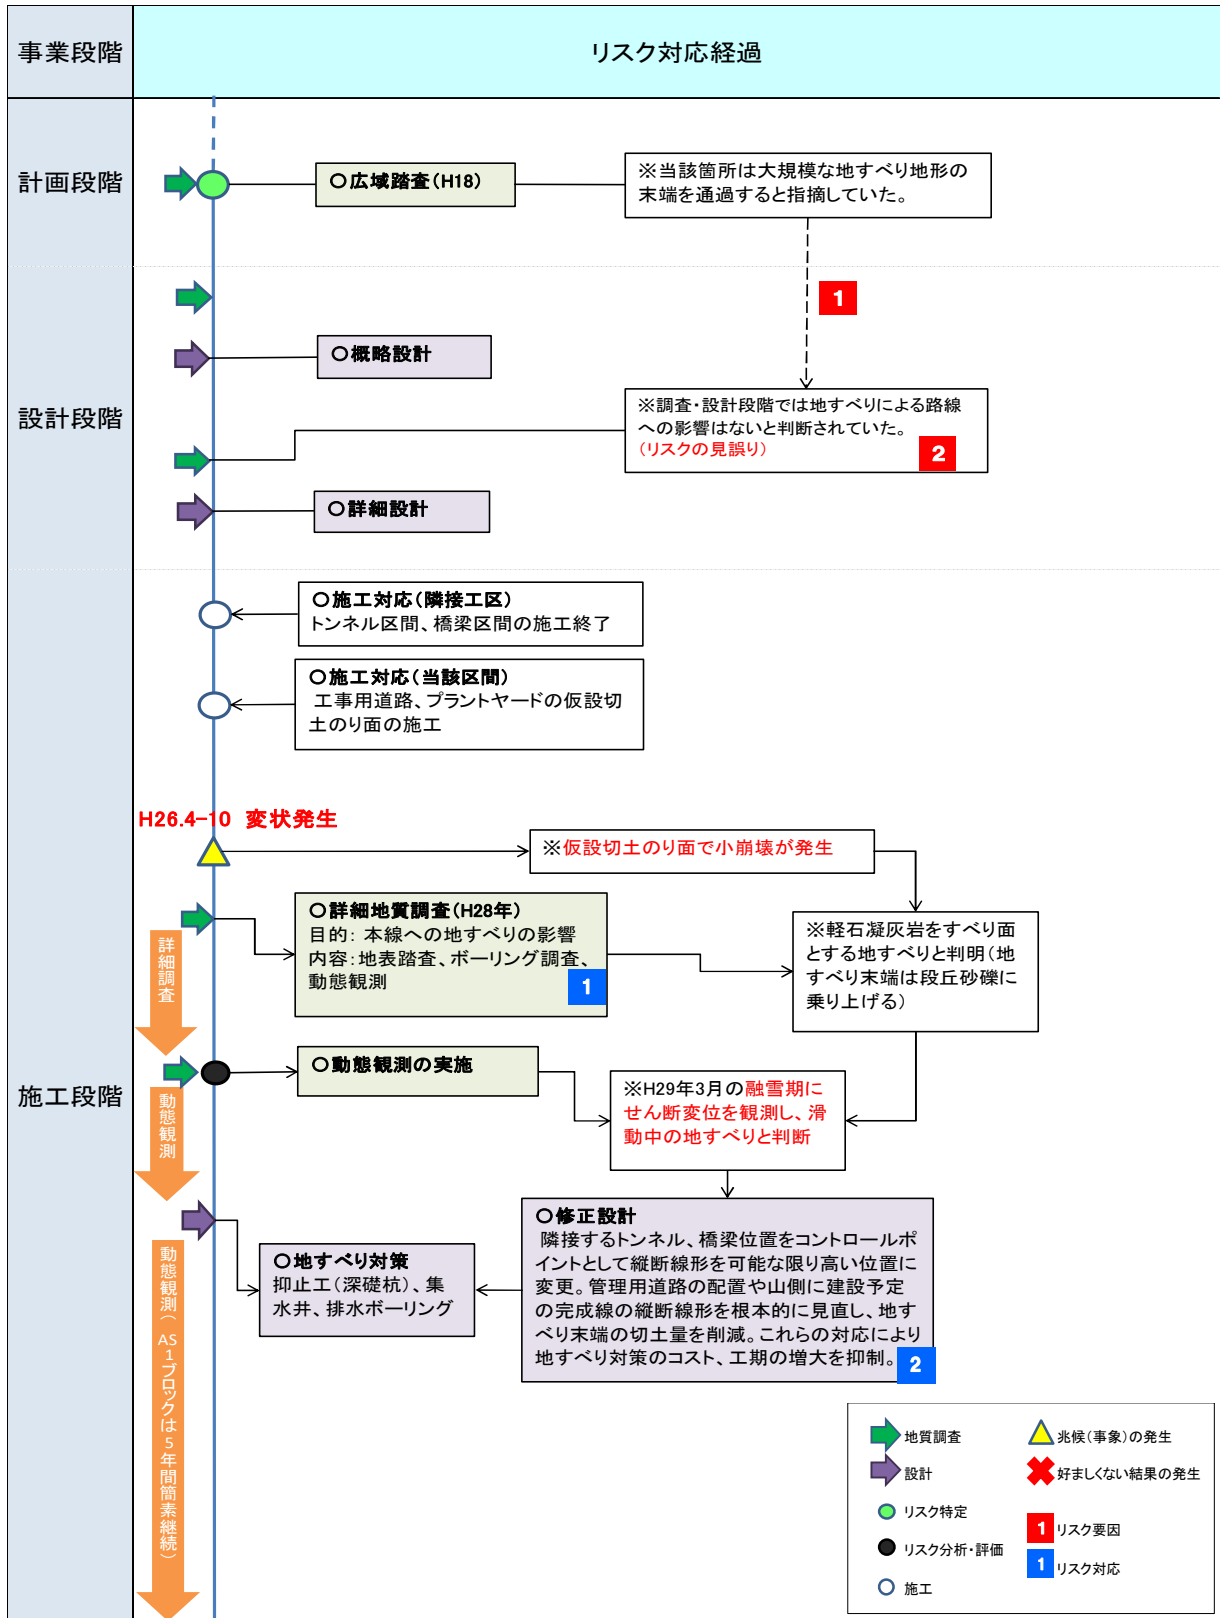 事業段階
リスク対応経過
計画段階
○広域踏査(H18)
※当該箇所は大規模な地すべり地形の
末端を通過すると指摘していた。
1
設計段階
○概略設計
※調査・設計段階では地すべりによる路線
への影響はないと判断されていた。
(リスクの見誤り)
2
○詳細設計
施工段階
○施工対応(隣接工区)
トンネル区間、橋梁区間の施工終了
○施工対応(当該区間)
工事用道路、プラントヤードの仮設切
土のり面の施工
H26.4-10 変状発生
※仮設切土のり面で小崩壊が発生
○詳細地質調査(H28年)
目的: 本線への地すべりの影響
内容:地表踏査、ボーリング調査、
動態観測
1
※軽石凝灰岩をすべり面
とする地すべりと判明(地
すべり末端は段丘砂礫に
乗り上げる)
詳細調査
○動態観測の実施
※H29年3月の融雪期に
せん断変位を観測し、滑
動中の地すべりと判断
動態観測
○修正設計
隣接するトンネル、橋梁位置をコントロールポ
イントとして縦断線形を可能な限り高い位置に
変更。管理用道路の配置や山側に建設予定
の完成線の縦断線形を根本的に見直し、地す
べり末端の切土量を削減。これらの対応により
地すべり対策のコスト、工期の増大を抑制。
2
○地すべり対策
抑止工(深礎杭)、集
水井、排水ボーリング
動態観測(AS1ブロックは5年間簡素継続)
地質調査
設計
リスク特定
リスク分析・評価
施工
兆候(事象)の発生
好ましくない結果の発生
1 リスク要因
1 リスク対応